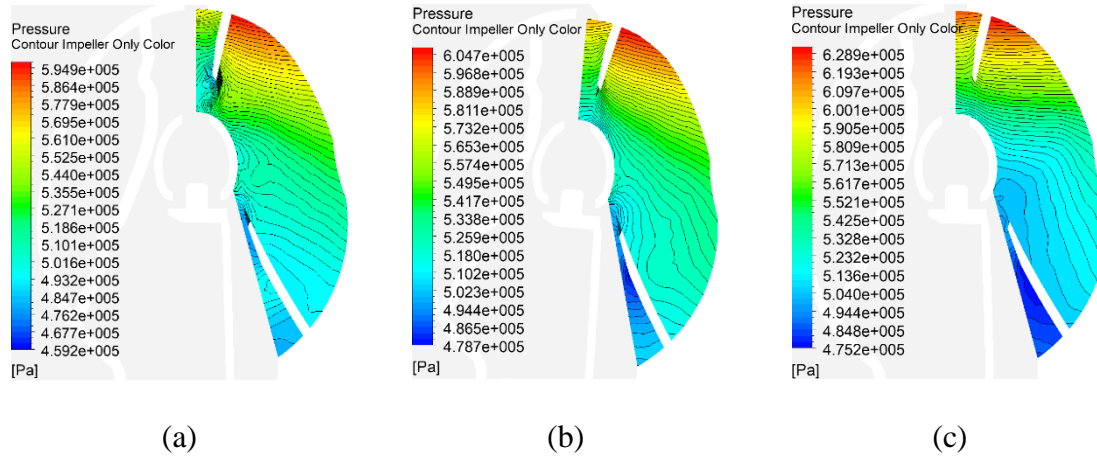 Pressure
Contour Impeller Only Color
5.949e+005
5.864e+005
5.779e+005
5.695e+005
5.610e+005
5.525e+005
5.440e+005
5.355e+005
5.271e+005
5.186e+005
5.101e+005
5.016e+005
4.932e+005
4.847e+005
4.762e+005
4.677e+005
4.592e+005
[Pa]
(a)
Pressure
Contour Impeller Only Color
6.047e+005
5.968e+005
5.889e+005
5.811e+005
5.732e+005
5.653e+005
5.574e+005
5.495e+005
5.417e+005
5.338e+005
5.259e+005
5.180e+005
5.102e+005
5.023e+005
4.944e+005
4.865e+005
4.787e+005
[Pa]
(b)
Pressure
Contour Impeller Only Color
6.289e+005
6.193e+005
6.097e+005
6.001e+005
5.905e+005
5.809e+005
5.713e+005
5.617e+005
5.521e+005
5.425e+005
5.328e+005
5.232e+005
5.136e+005
5.040e+005
4.944e+005
4.848e+005
4.752e+005
[Pa]
(c)